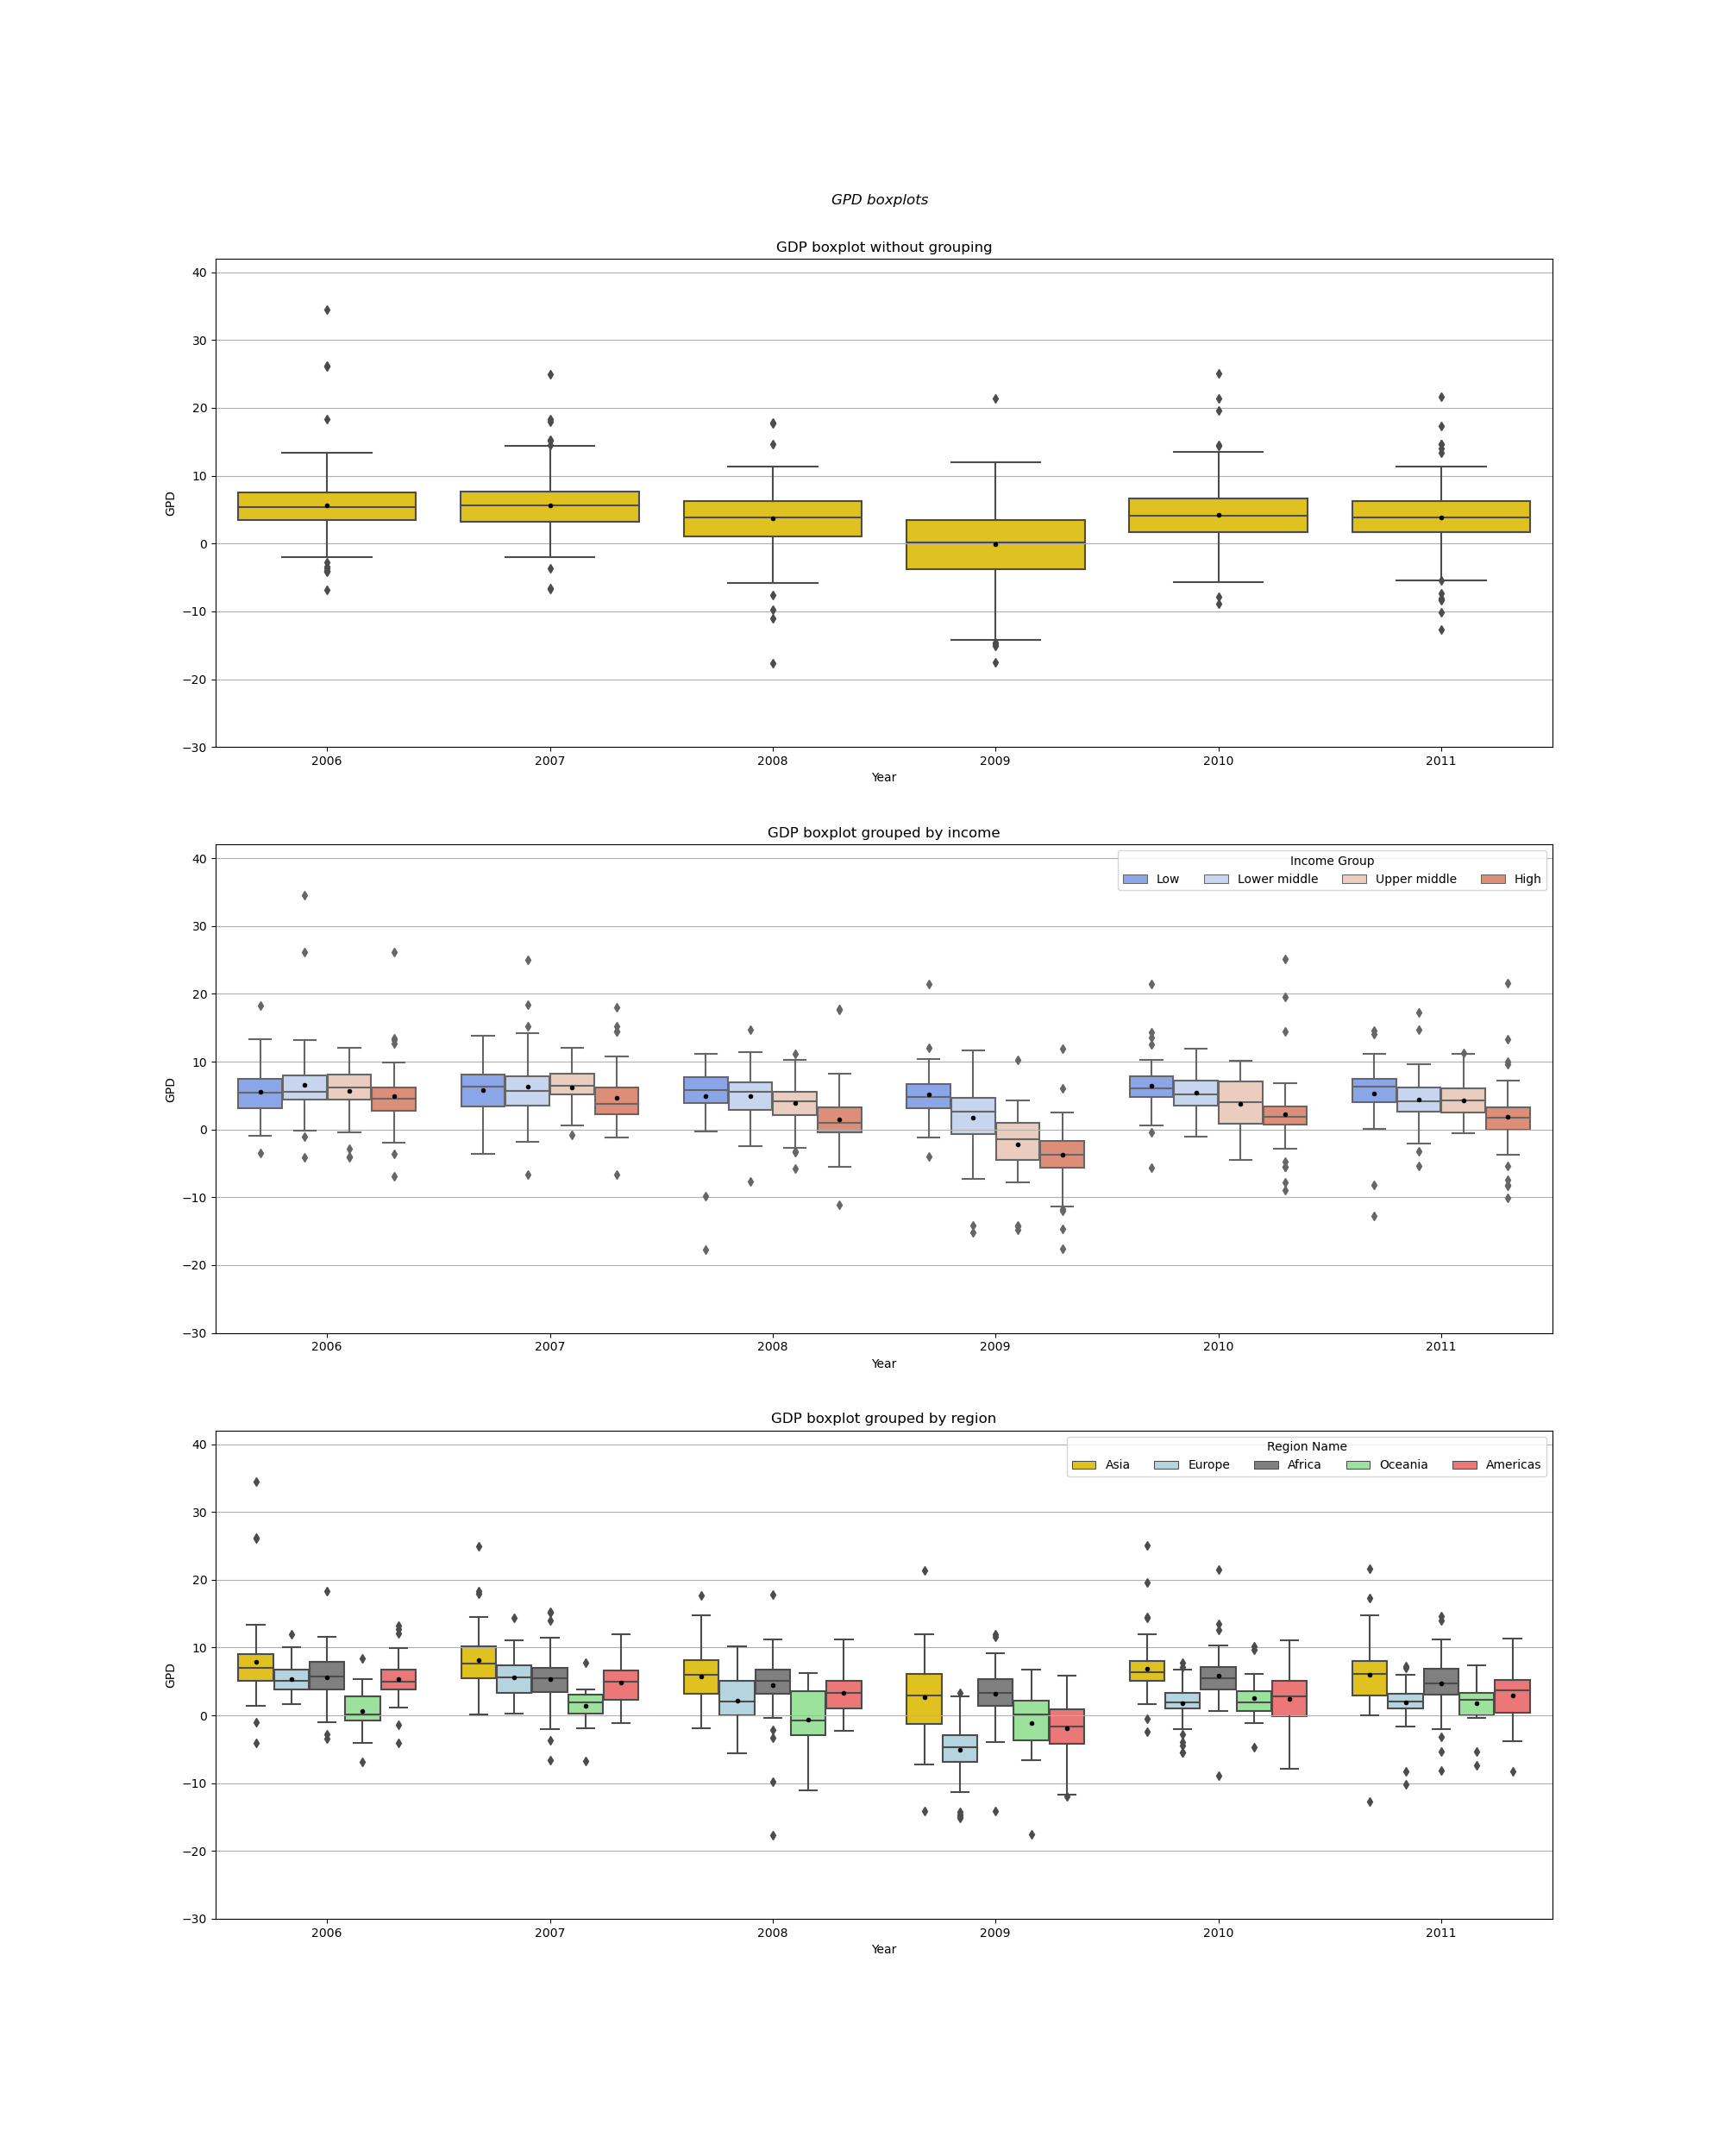 GPD boxplots
GDP boxplot without grouping
40
30
20
10
0
−10
−20
−30
GPD
2006 2007 2008 2009 2010 2011
Year
GDP boxplot grouped by income
Income Group
Low Lower middle Upper middle High
40
30
20
10
0
−10
−20
−30
GPD
2006 2007 2008 2009 2010 2011
Year
GDP boxplot grouped by region
Region Name
Asia Europe Africa Oceania Americas
40
30
20
10
0
−10
−20
−30
GPD
2006 2007 2008 2009 2010 2011
Year